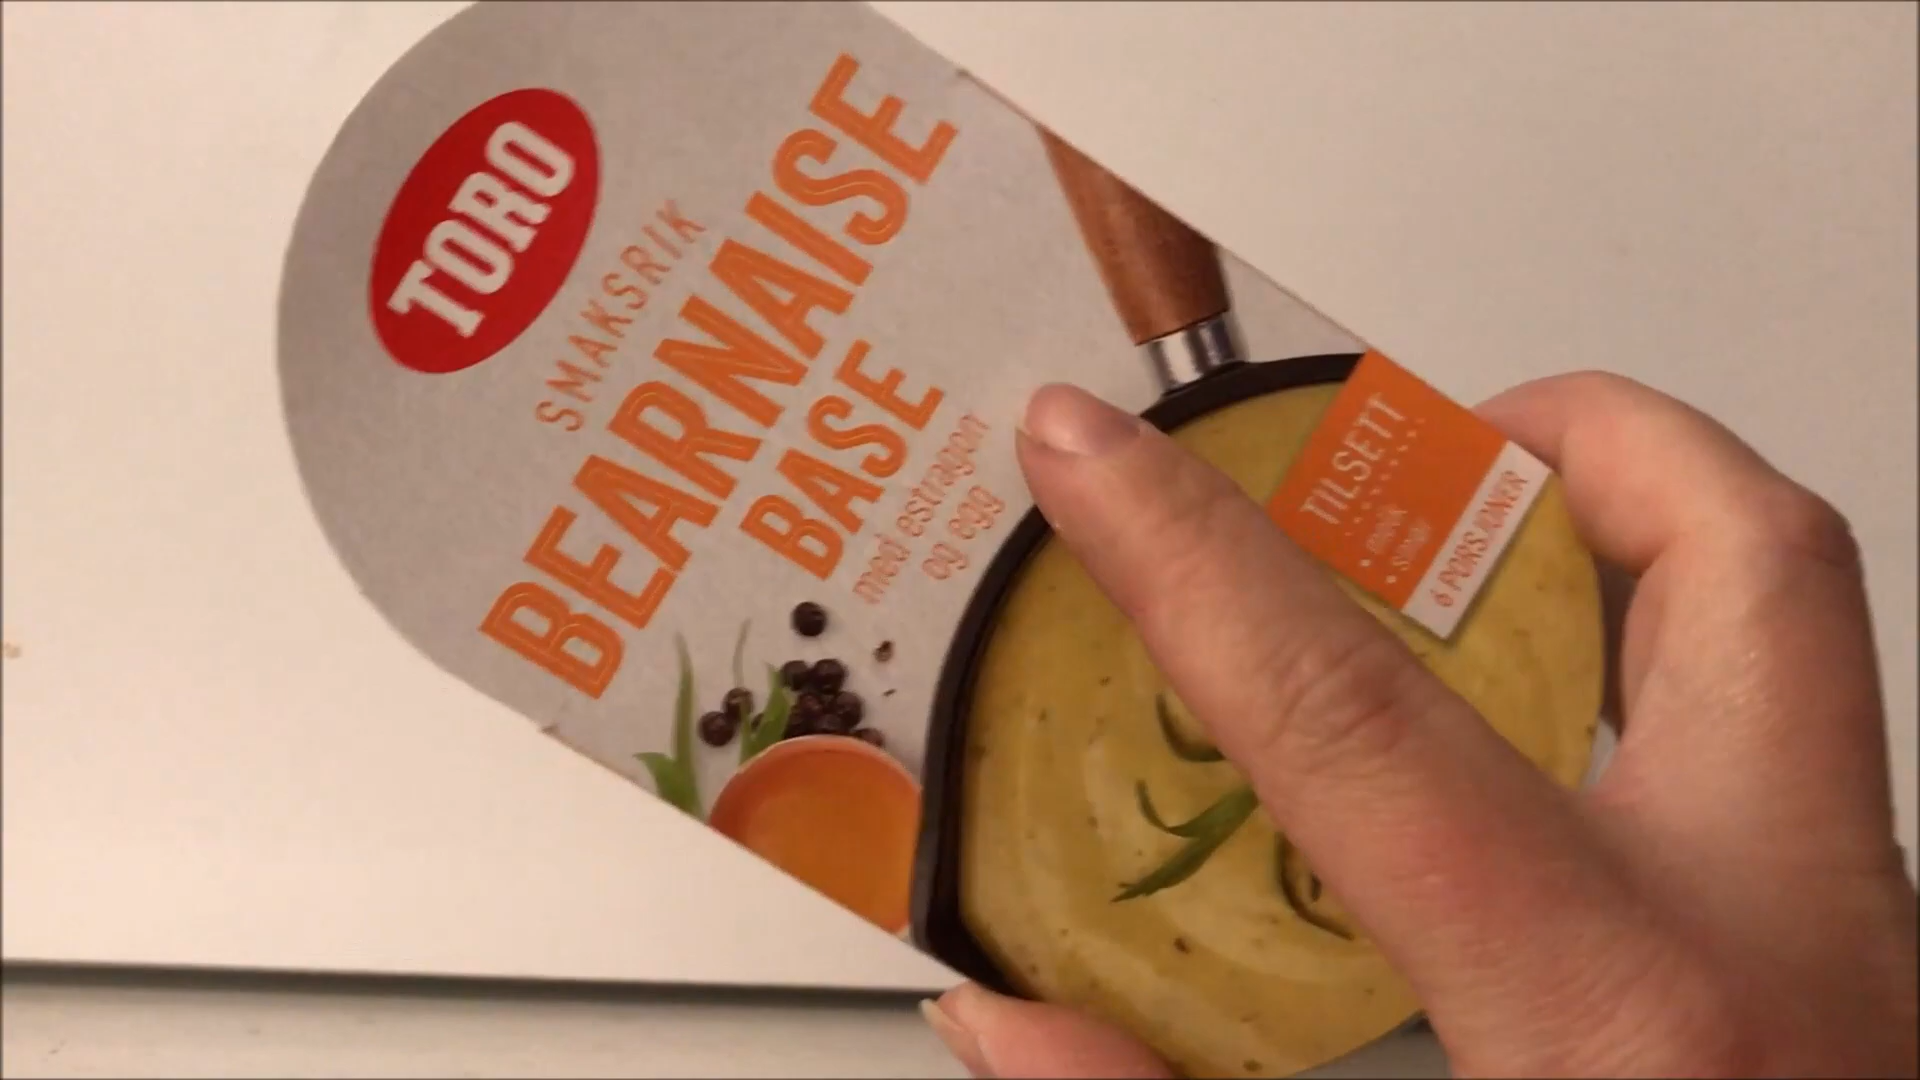 TORO
SMAKSRIK
BEARNAISE
BASE
med estragon
og egg
TILSETT
• melk
• smør
6 PORSJONER